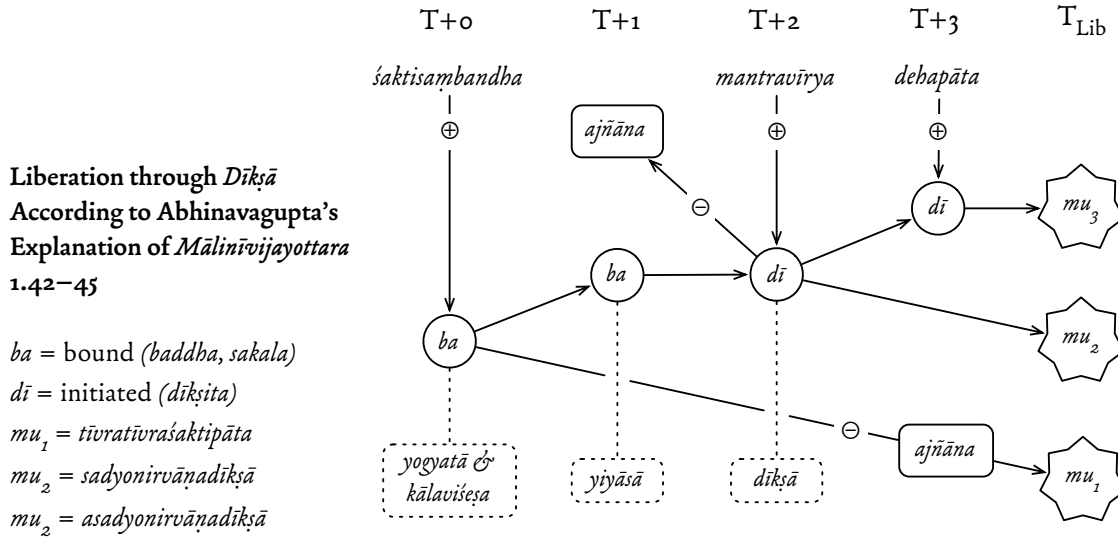 T+0 T+1 T+2 T+3 T_Lib
śaktisaṃbandha mantravīrya dehapāta
⊕ ajñāna ⊕ ⊕
Liberation through Dīkṣā
According to Abhinavagupta's
Explanation of Mālinīvijayottara
1.42–45
⊖ dī mu_3
ba dī
ba mu_2
ba = bound (baddha, sakala)
dī = initiated (dīkṣita)
mu_1 = tīvratīvraśaktipāta
mu_2 = sadyonirvāṇadīkṣā
mu_2 = asadyonirvāṇadīkṣā
⊖ ajñāna mu_1
yogyatā &
kālaviśeṣa
yiyāsā
dīkṣā